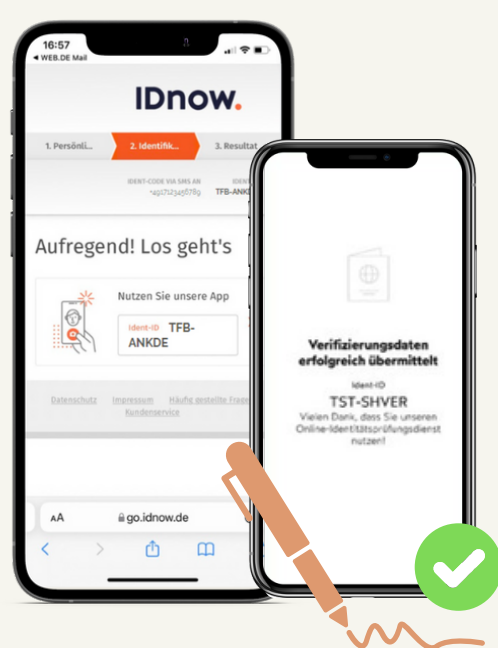 16:57
◀ WEB.DE Mail
IDnow.
1. Persönli...
2. Identifik...
3. Resultat
IDENT-CODE VIA SMS AN
+4917123456789
TFB-ANKD
Aufregend! Los geht's
Nutzen Sie unsere App
Ident-ID TFB-
ANKDE
Datenschutz Impressum Häufig gestellte Frage
Kundenservice
AA
go.idnow.de
Verifizierungsdaten
erfolgreich übermittelt
Ident-ID
TST-SHVER
Vielen Dank, dass Sie unseren
Online-Identitätsprüfungsdienst
nutzen!